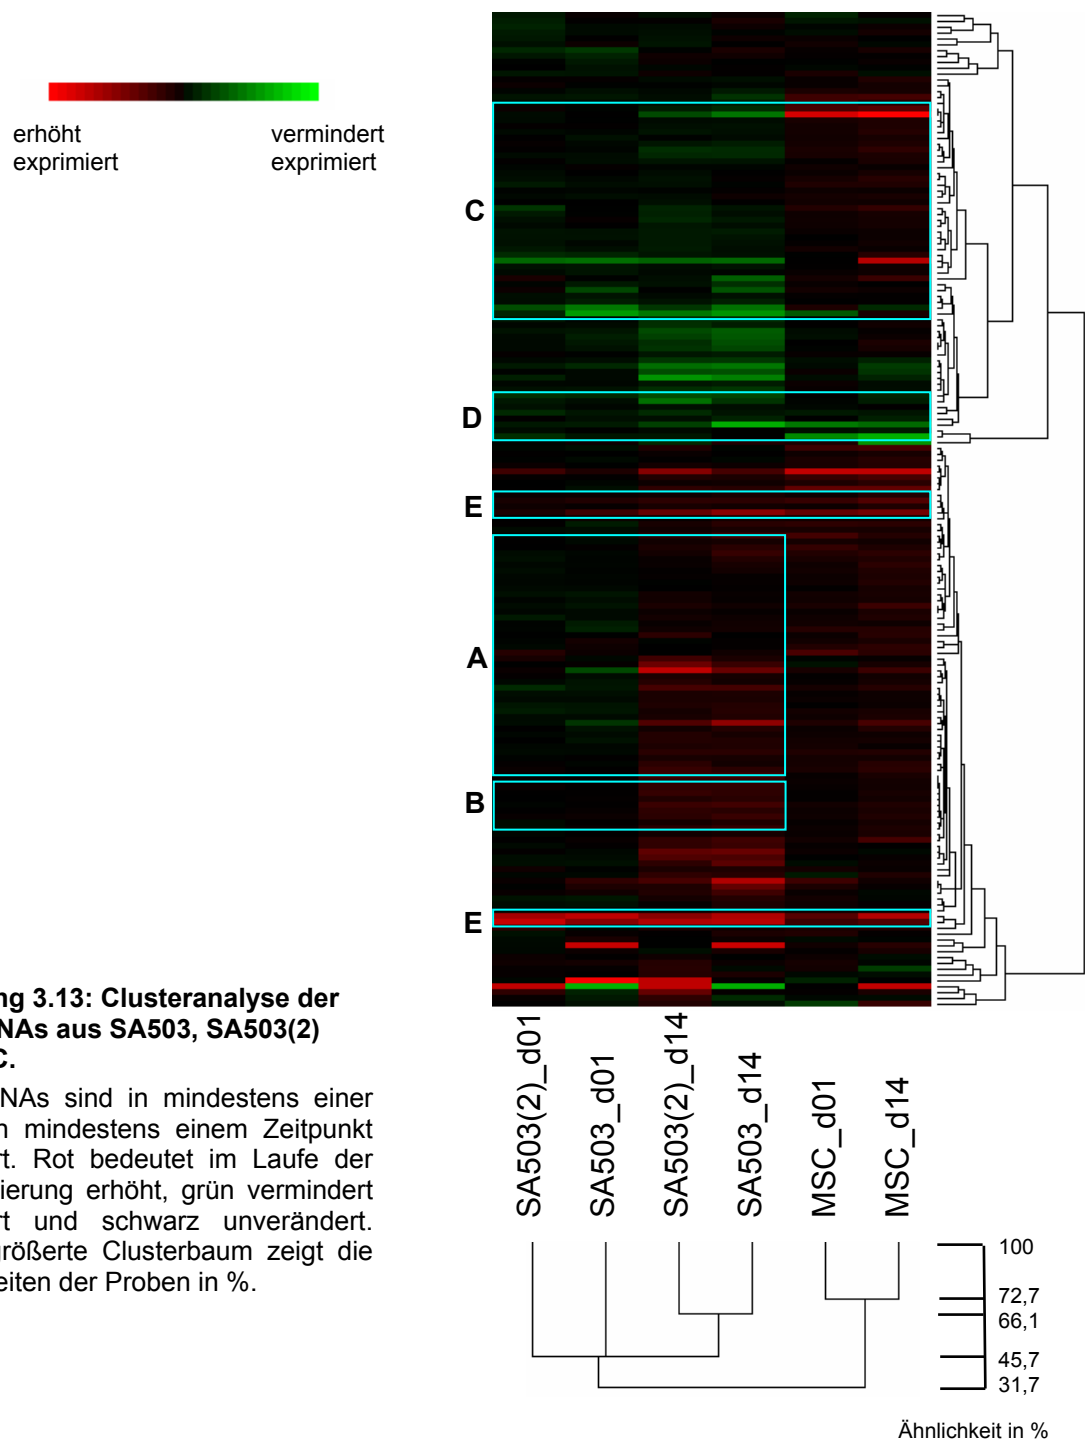 erhöht vermindert
exprimiert exprimiert
C
D
E
A
B
E
ng 3.13: Clusteranalyse der
NAs aus SA503, SA503(2)
C.
NAs sind in mindestens einer
n mindestens einem Zeitpunkt
rt. Rot bedeutet im Laufe der
zierung erhöht, grün vermindert
rt und schwarz unverändert.
größerte Clusterbaum zeigt die
eiten der Proben in %.
SA503(2)_d01
SA503_d01
SA503(2)_d14
SA503_d14
MSC_d01
MSC_d14
100
72,7
66,1
45,7
31,7
Ähnlichkeit in %